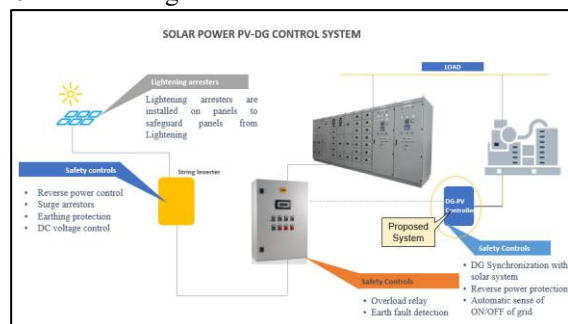 SOLAR POWER PV-DG CONTROL SYSTEM
LOAD
Lightening arresters
Lightening arresters are
installed on panels to
safeguard panels from
Lightening
Safety controls
• Reverse power control
• Surge arrestors
• Earthing protection
• DC voltage control
String Inverter
DG-PV
Controller
Proposed
System
Safety Controls
• Overload relay
• Earth fault detection
Safety Controls
• DG Synchronization with
solar system
• Reverse power protection
• Automatic sense of
ON/OFF of grid